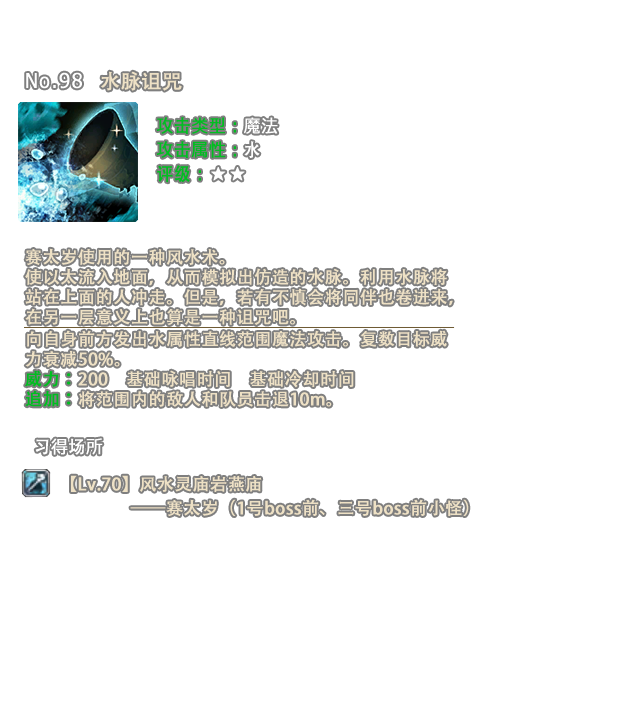 No.98 水脉诅咒
攻击类型：魔法
攻击属性：水
评级：★★
赛太岁使用的一种风水术。
使以太流入地面，从而模拟出仿造的水脉。利用水脉将
站在上面的人冲走。但是，若有不慎会将同伴也卷进来，
在另一层意义上也算是一种诅咒吧。
向自身前方发出水属性直线范围魔法攻击。复数目标威
力衰减50%。
威力：200 基础咏唱时间 基础冷却时间
追加：将范围内的敌人和队员击退10m。
习得场所
【Lv.70】风水灵庙岩燕庙
——赛太岁（1号boss前、三号boss前小怪）